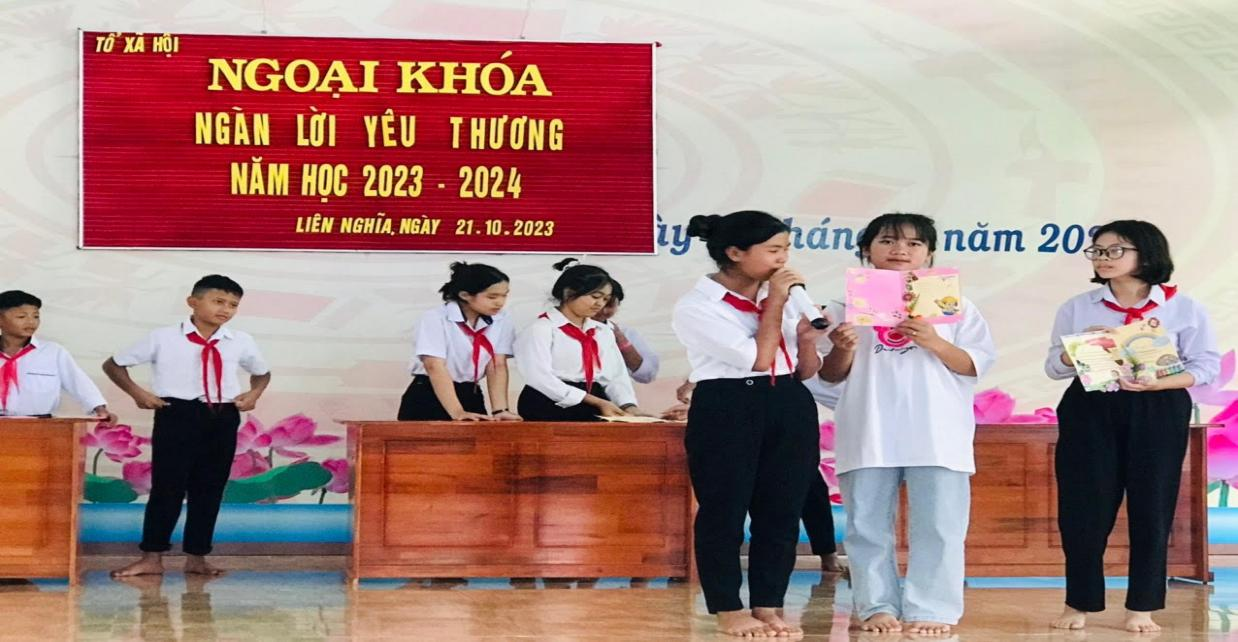 TỔ XÃ HỘI
NGOẠI KHÓA
NGÀN LỜI YÊU THƯƠNG
NĂM HỌC 2023 - 2024
LIÊN NGHĨA, NGÀY 21.10.2023
năm